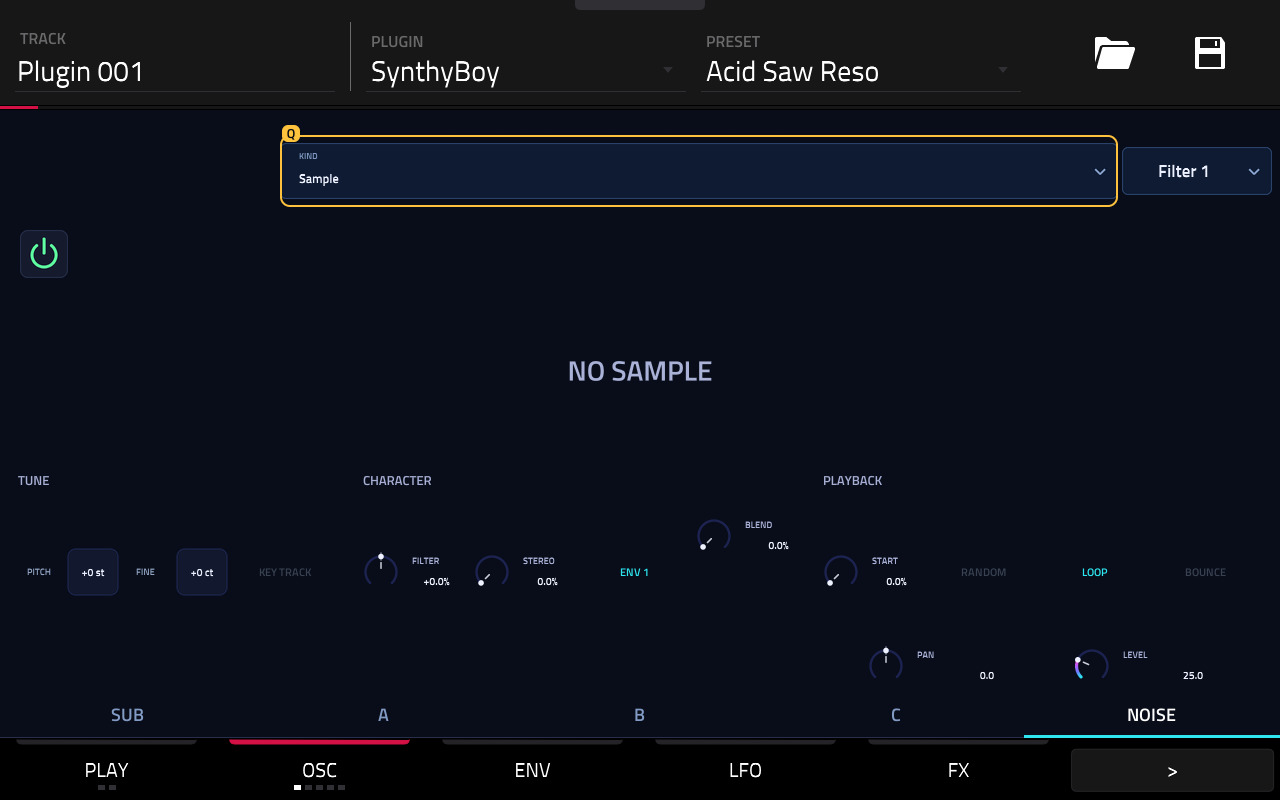 TRACK
Plugin 001
PLUGIN
SynthyBoy
PRESET
Acid Saw Reso
Q
KIND
Sample
Filter 1
NO SAMPLE
TUNE
CHARACTER
PLAYBACK
PITCH
+0 st
FINE
+0 ct
KEY TRACK
FILTER
+0.0%
STEREO
0.0%
ENV 1
BLEND
0.0%
START
0.0%
RANDOM
LOOP
BOUNCE
PAN
0.0
LEVEL
25.0
SUB
A
B
C
NOISE
PLAY
OSC
ENV
LFO
FX
>